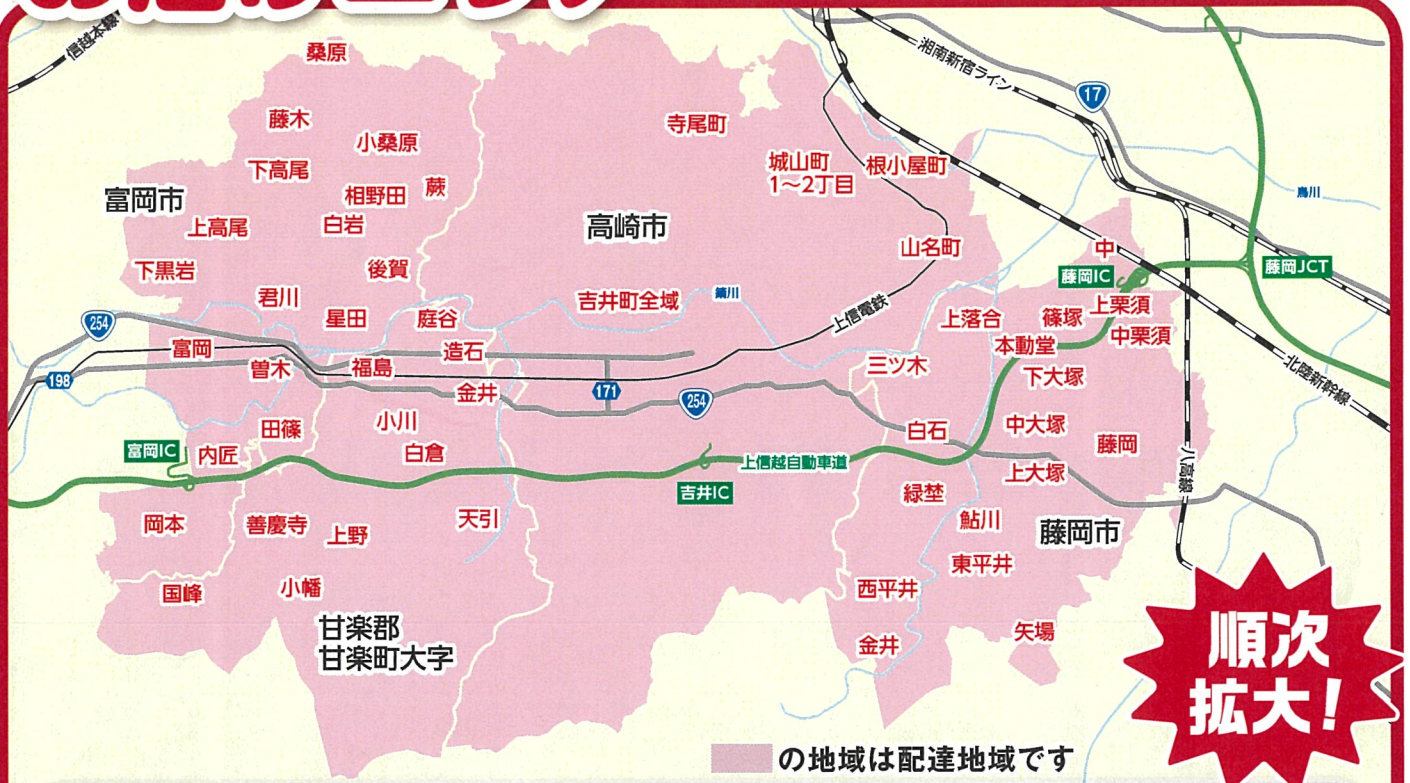 信越本線
桑原
湘南新宿ライン
17
藤木
小桑原
寺尾町
下高尾
城山町
1〜2丁目
根小屋町
富岡市
相野田
蕨
烏川
上高尾
白岩
高崎市
山名町
中
下黒岩
後賀
藤岡IC
藤岡JCT
君川
吉井町全域
鏑川
上栗須
星田
庭谷
上信電鉄
上落合
篠塚
中栗須
254
富岡
造石
本動堂
曽木
福島
三ツ木
下大塚
北陸新幹線
198
金井
171
254
小川
中大塚
田篠
白石
藤岡
富岡IC
内匠
白倉
上信越自動車道
上大塚
八高線
吉井IC
緑埜
岡本
善慶寺
上野
天引
鮎川
藤岡市
東平井
国峰
小幡
西平井
甘楽郡
甘楽町大字
金井
矢場
順次
拡大!
の地域は配達地域です